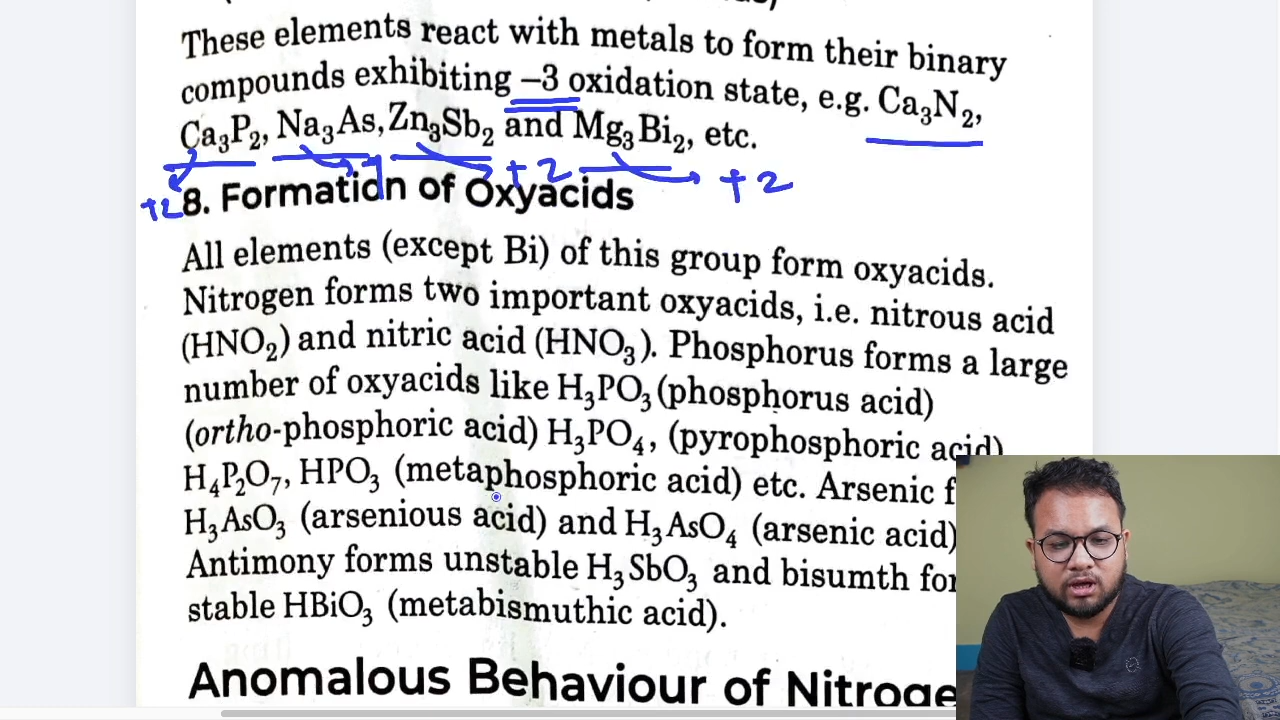 These elements react with metals to form their binary
compounds exhibiting –3 oxidation state, e.g. Ca₃N₂,
Ca₃P₂, Na₃As, Zn₃Sb₂ and Mg₃Bi₂, etc.
+2 +2 +2
8. Formation of Oxyacids
All elements (except Bi) of this group form oxyacids.
Nitrogen forms two important oxyacids, i.e. nitrous acid
(HNO₂) and nitric acid (HNO₃). Phosphorus forms a large
number of oxyacids like H₃PO₃ (phosphorus acid)
(ortho-phosphoric acid) H₃PO₄, (pyrophosphoric acid)
H₄P₂O₇, HPO₃ (metaphosphoric acid) etc. Arsenic f
H₃AsO₃ (arsenious acid) and H₃AsO₄ (arsenic acid)
Antimony forms unstable H₃SbO₃ and bisumth for
stable HBiO₃ (metabismuthic acid).
Anomalous Behaviour of Nitroge